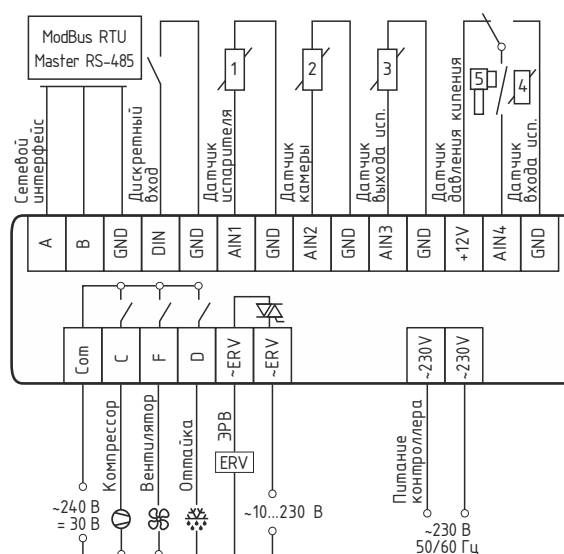 ModBus RTU
Master RS-485
1
2
3
5
4
Сетевой
интерфейс
Дискретный
вход
Датчик
испарителя
Датчик
камеры
Датчик
выхода исп.
Датчик
давления кипения
Датчик
входа исп.
A
B
GND
DIN
GND
AIN1
GND
AIN2
GND
AIN3
GND
+12V
AIN4
GND
Com
C
F
D
~ERV
~ERV
~230V
~230V
Компрессор
Вентилятор
Оттайка
ЭРВ
ERV
Питание
контроллера
~240 В
= 30 В
~10...230 В
~230 В
50/60 Гц